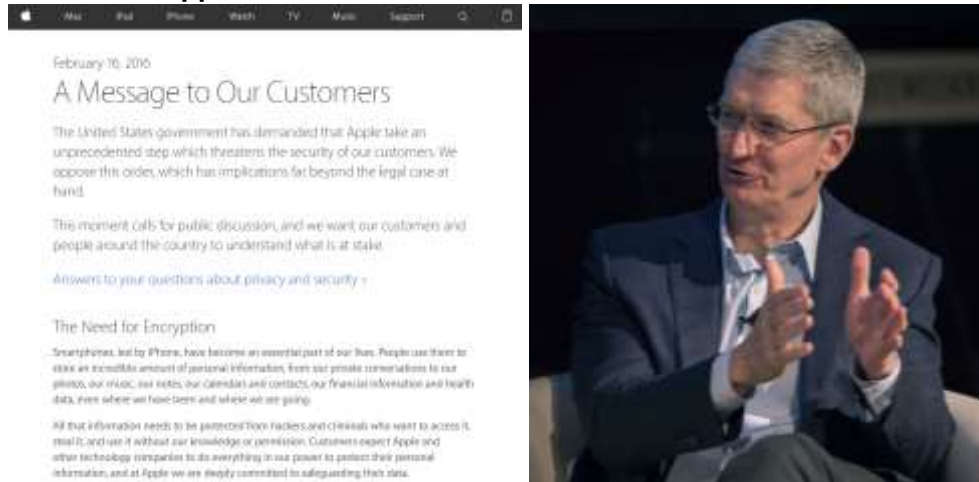 Mac iPad iPhone Watch TV Music Support
February 16, 2016
A Message to Our Customers
The United States government has demanded that Apple take an
unprecedented step which threatens the security of our customers. We
oppose this order, which has implications far beyond the legal case at
hand.
This moment calls for public discussion, and we want our customers and
people around the country to understand what is at stake.
Answers to your questions about privacy and security
The Need for Encryption
Smartphones, led by iPhone, have become an essential part of our lives. People use them to
store an incredible amount of personal information, from our private conversations to our
photos, our music, our notes, our calendars and contacts, our financial information and health
data, even where we have been and where we are going.
All that information needs to be protected from hackers and criminals who want to access it,
steal it, and use it without our knowledge or permission. Customers expect Apple and
other technology companies to do everything in our power to protect their personal
information, and at Apple we are deeply committed to safeguarding their data.